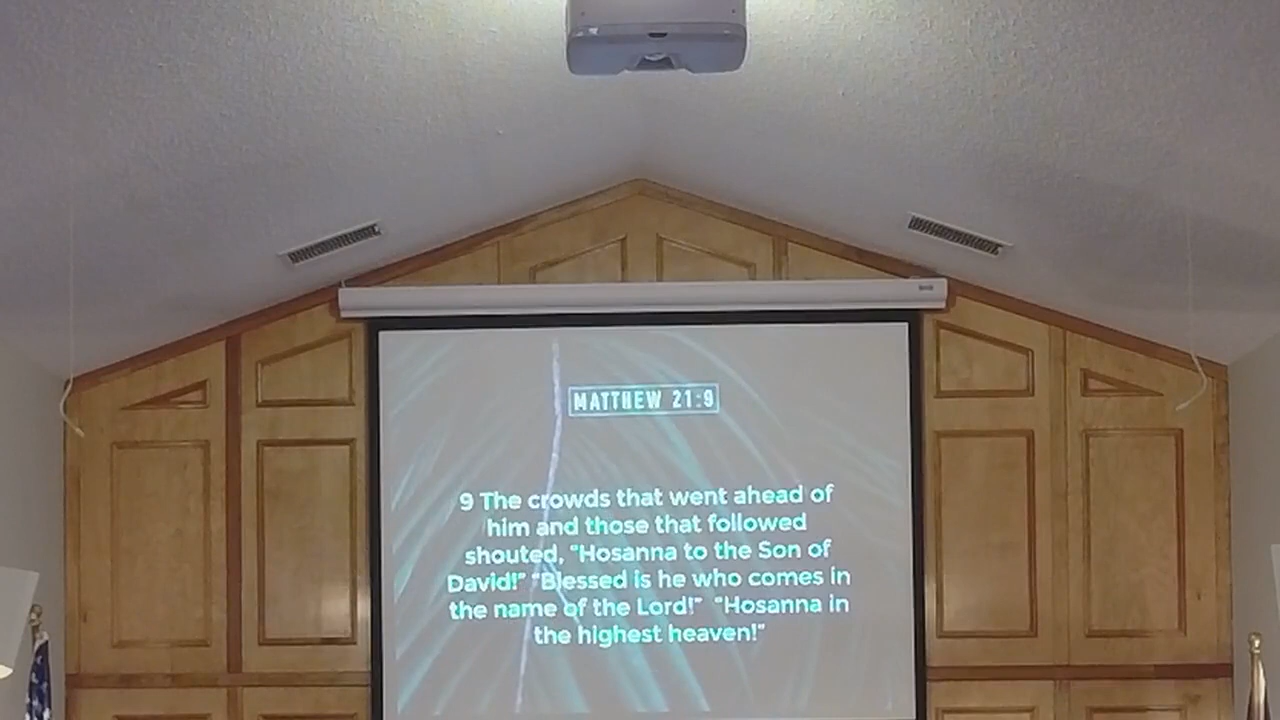 MATTHEW 21:9
9 The crowds that went ahead of
him and those that followed
shouted, "Hosanna to the Son of
David!" "Blessed is he who comes in
the name of the Lord!" "Hosanna in
the highest heaven!"